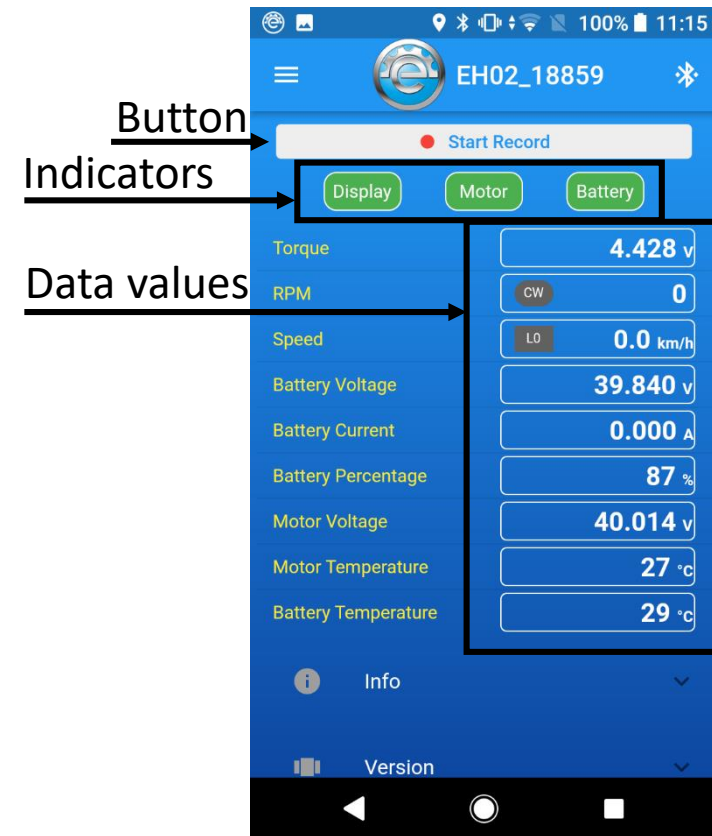 100% 11:15
EH02_18859
Button
Start Record
Indicators
Display Motor Battery
Data values
Torque 4.428 V
RPM CW 0
Speed L0 0.0 km/h
Battery Voltage 39.840 V
Battery Current 0.000 A
Battery Percentage 87 %
Motor Voltage 40.014 V
Motor Temperature 27 °C
Battery Temperature 29 °C
Info
Version